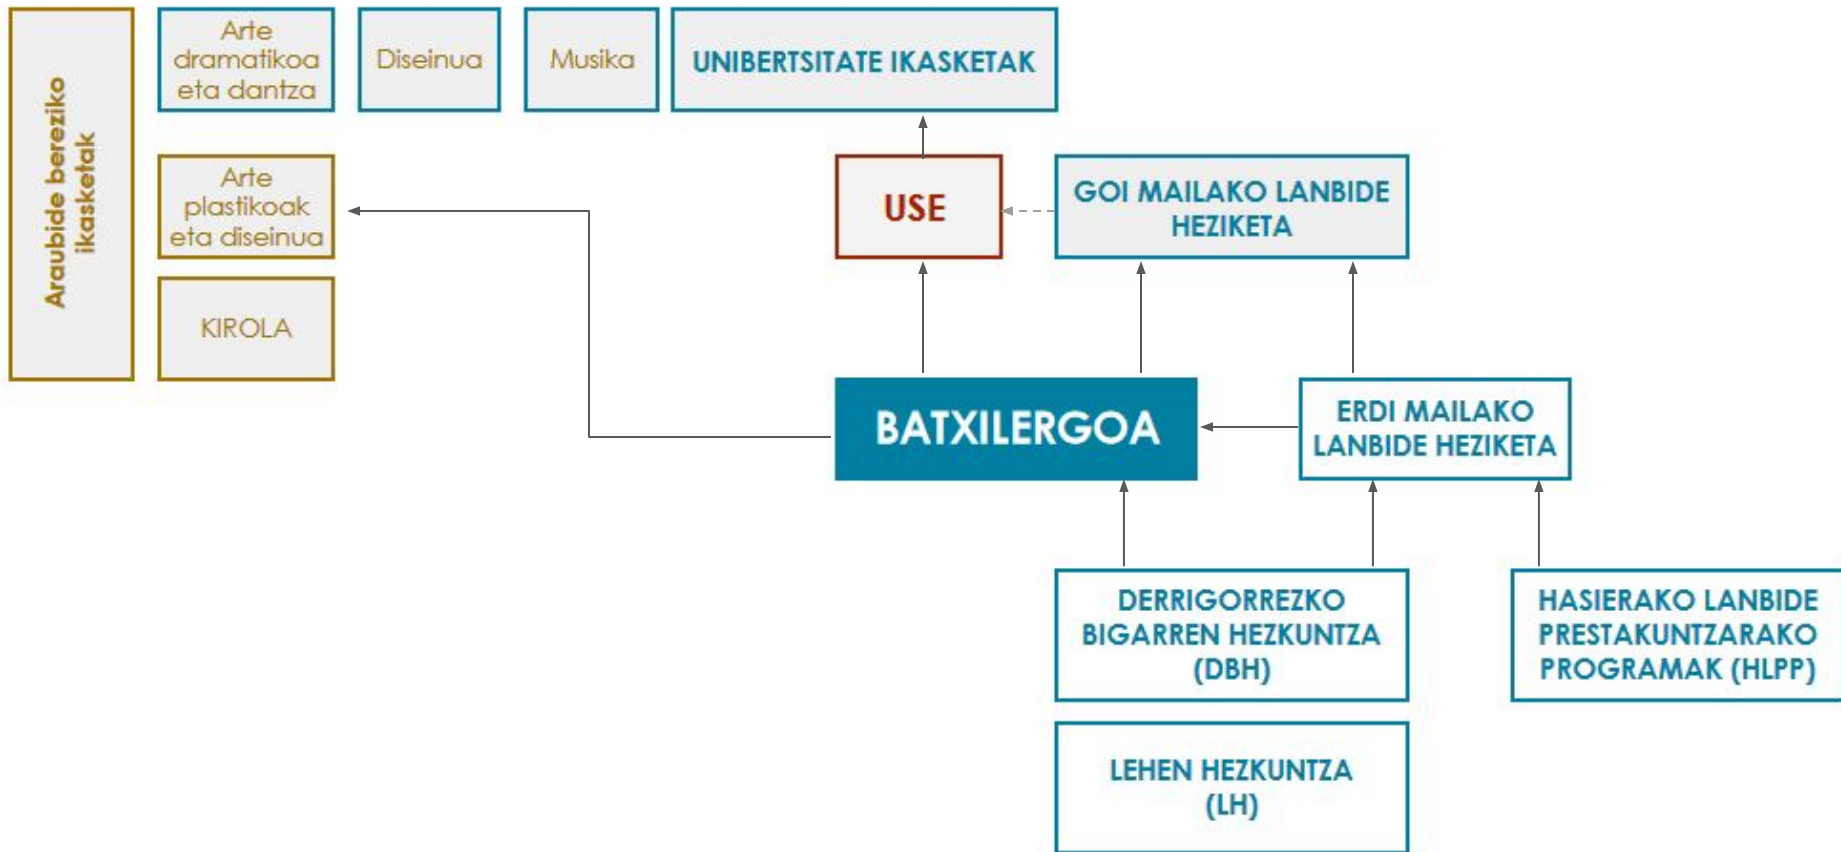 Araubide bereziko
ikasketak
Arte
dramatikoa
eta dantza
Diseinua
Musika
UNIBERTSITATE IKASKETAK
Arte
plastikoak
eta diseinua
USE
GOI MAILAKO LANBIDE
HEZIKETA
KIROLA
BATXILERGOA
ERDI MAILAKO
LANBIDE HEZIKETA
DERRIGORREZKO
BIGARREN HEZKUNTZA
(DBH)
HASIERAKO LANBIDE
PRESTAKUNTZARAKO
PROGRAMAK (HLPP)
LEHEN HEZKUNTZA
(LH)